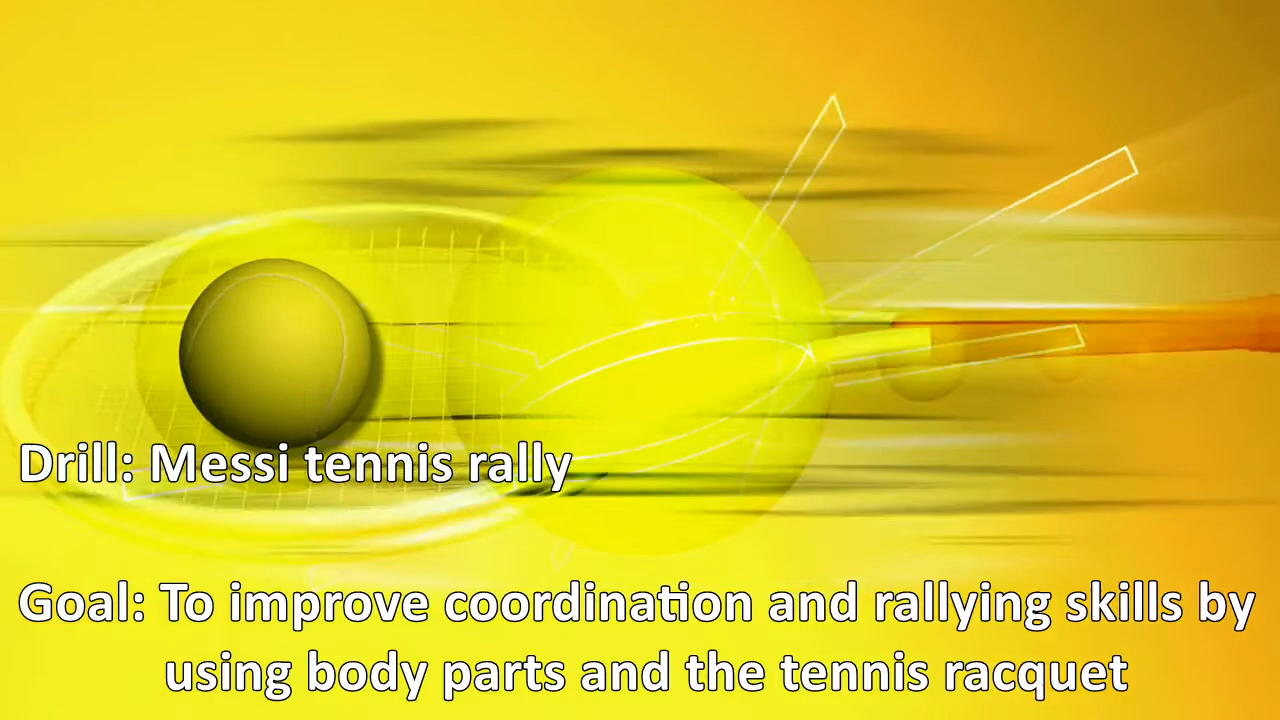 Drill: Messi tennis rally
Goal: To improve coordination and rallying skills by
using body parts and the tennis racquet